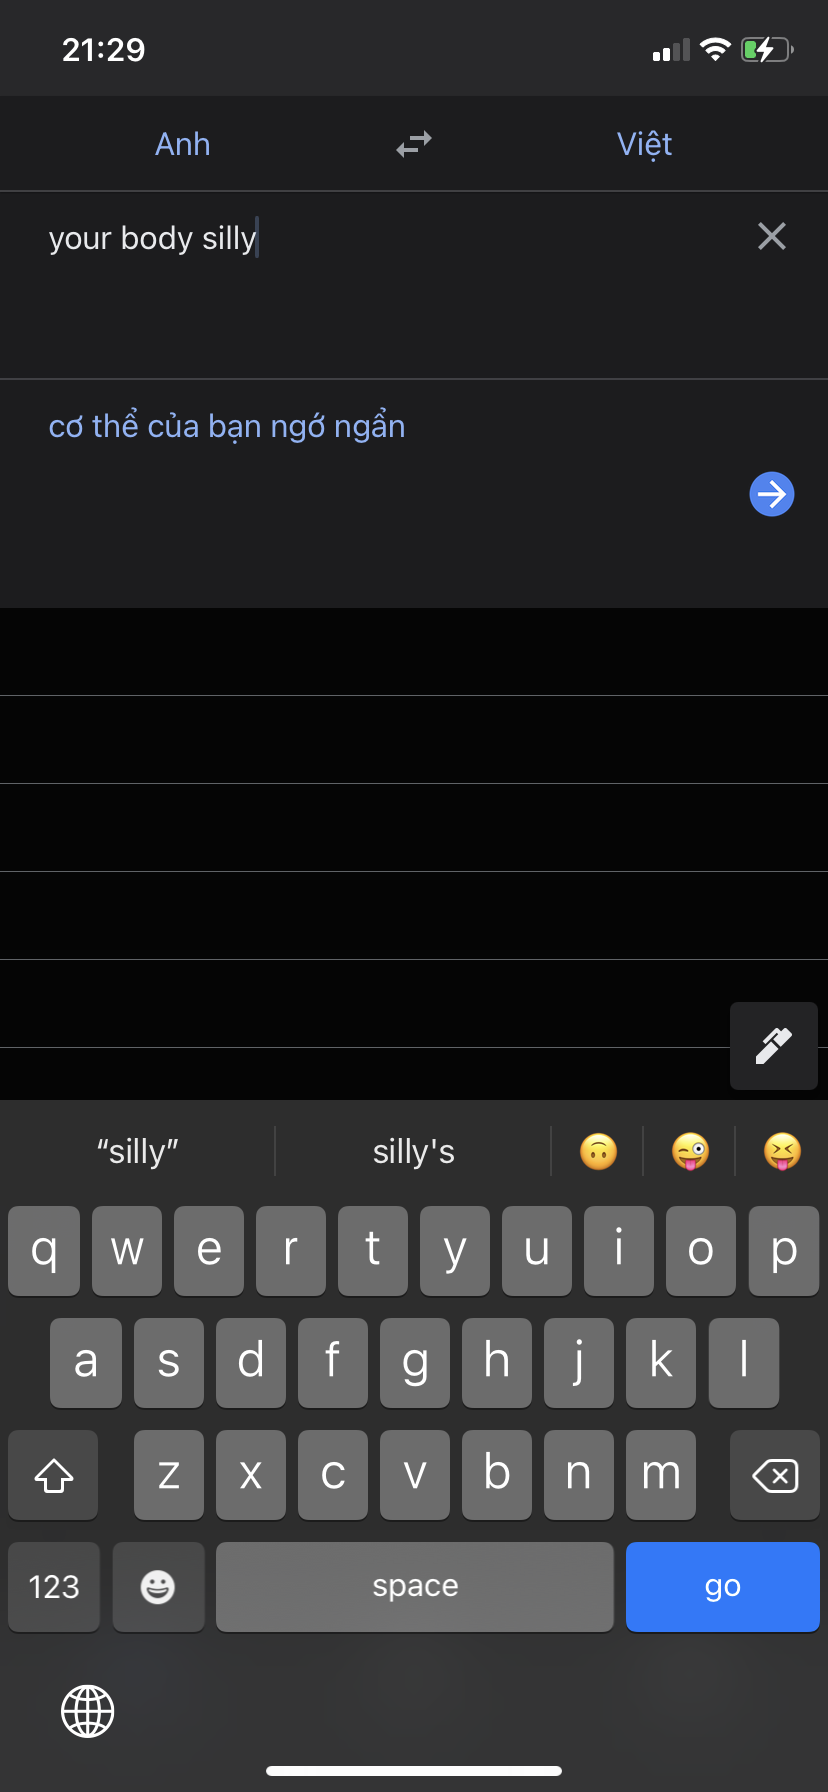 21:29
Anh Việt
your body silly
cơ thể của bạn ngớ ngẩn
“silly” silly's 🙃 😜 😝
q w e r t y u i o p
a s d f g h j k l
z x c v b n m
123 space go